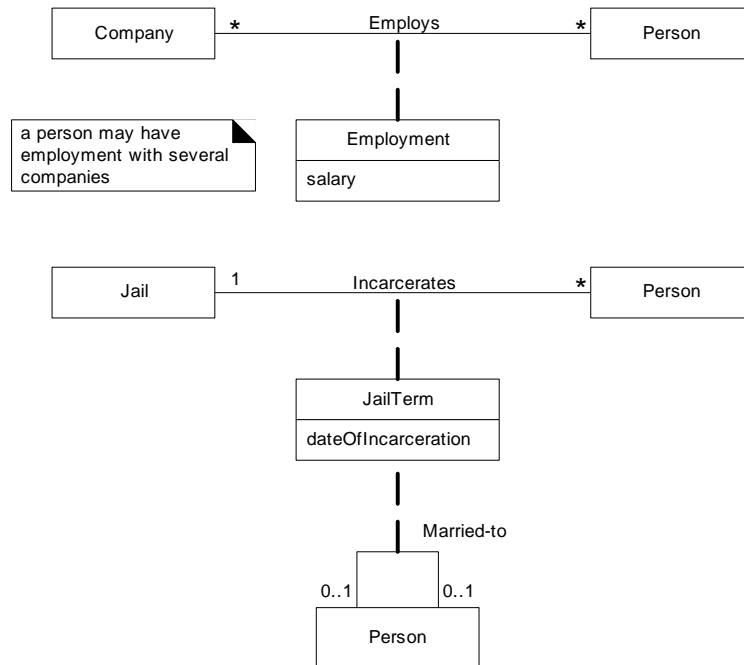 Company * Employs * Person
a person may have
employment with several
companies
Employment
salary
Jail 1 Incarcerates * Person
JailTerm
dateOfIncarceration
Married-to
0..1 0..1
Person